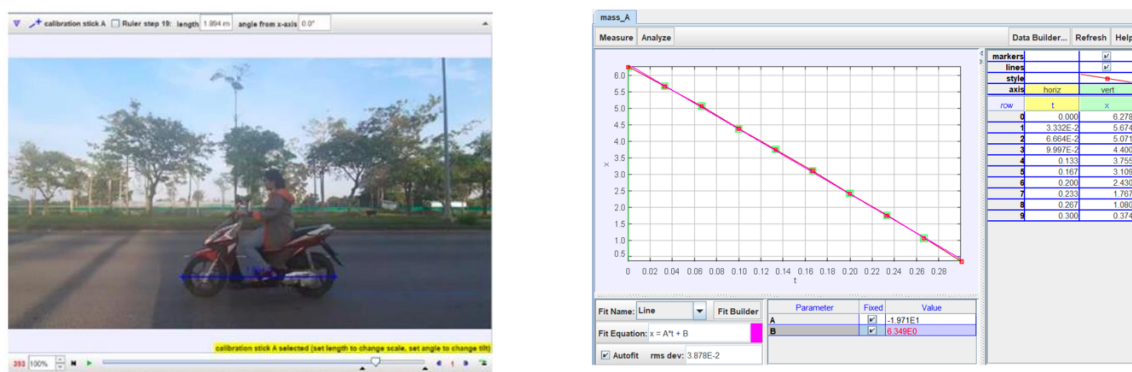 calibration stick A Ruler step 19: length 1.894 m angle from x-axis 0.0°
calibration stick A selected (set length to change scale, set angle to change tilt)
393 100%
mass_A
Measure Analyze Data Builder... Refresh Help
6.0
5.5
5.0
4.5
4.0
3.5
3.0
2.5
2.0
1.5
1.0
0.5
x
0 0.02 0.04 0.06 0.08 0.10 0.12 0.14 0.16 0.18 0.20 0.22 0.24 0.26 0.28
t
markers
lines
style
axis horiz vert
row t x
0 0.000 6.278
1 3.332E-2 5.674
2 6.664E-2 5.071
3 9.997E-2 4.400
4 0.133 3.755
5 0.167 3.109
6 0.200 2.430
7 0.233 1.767
8 0.267 1.080
9 0.300 0.374
Fit Name: Line Fit Builder
Fit Equation: x = A*t + B
Autofit rms dev: 3.878E-2
Parameter Fixed Value
A -1.971E1
B 6.349E0